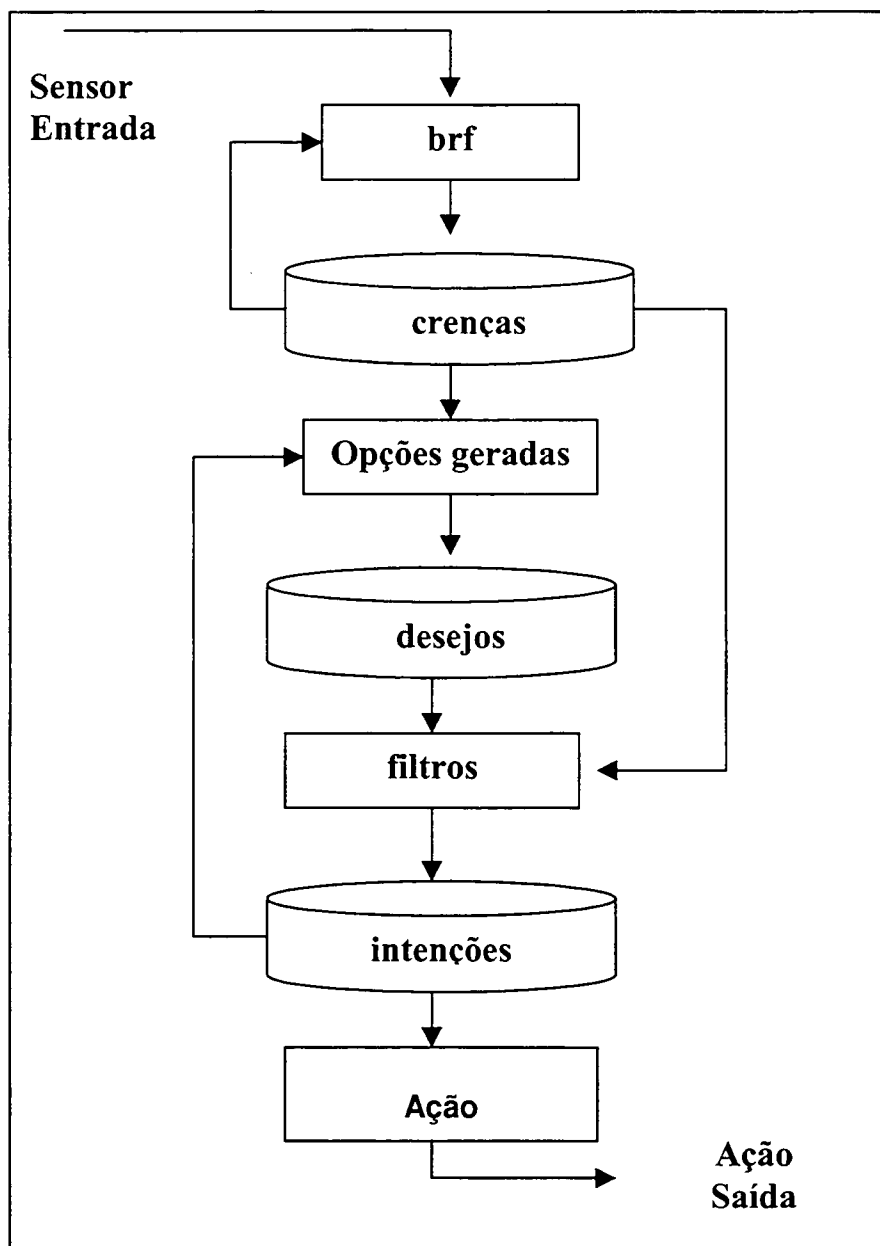 Sensor
Entrada
brf
crenças
Opções geradas
desejos
filtros
intenções
Ação
Ação
Saída